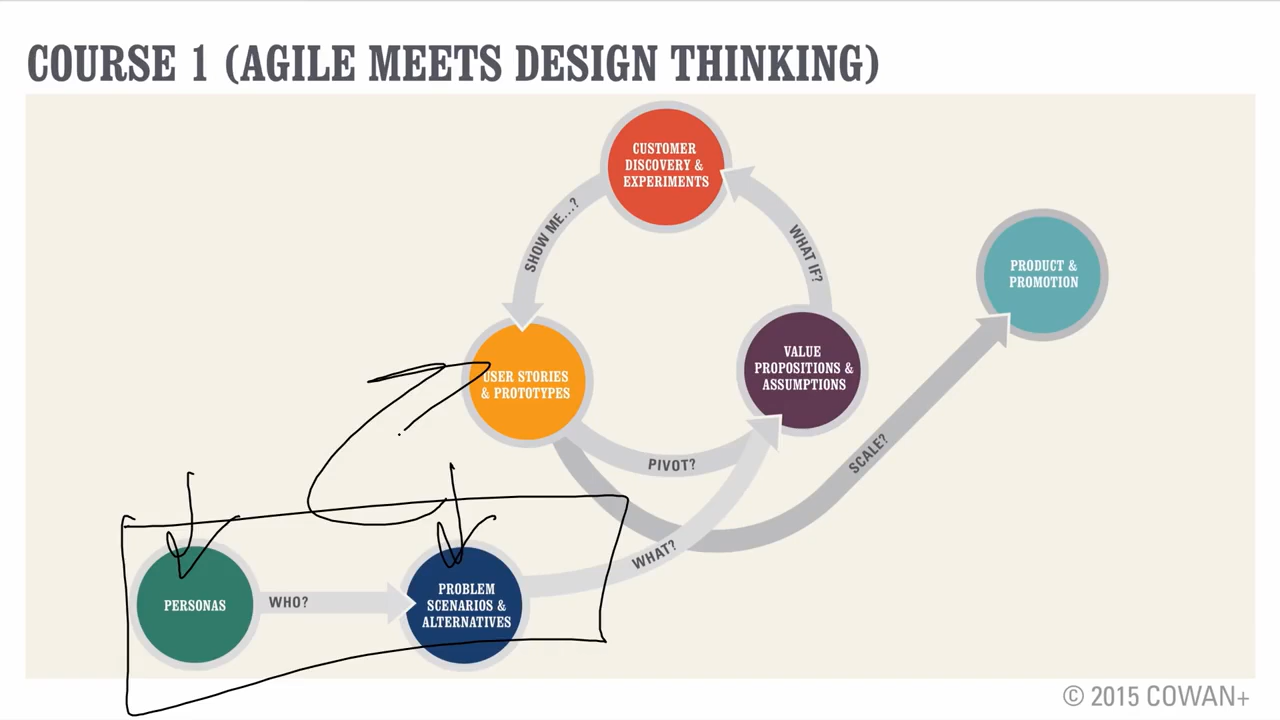 COURSE 1 (AGILE MEETS DESIGN THINKING)
CUSTOMER
DISCOVERY &
EXPERIMENTS
SHOW ME...?
WHAT IF?
PRODUCT &
PROMOTION
USER STORIES
& PROTOTYPES
VALUE
PROPOSITIONS &
ASSUMPTIONS
PIVOT?
SCALE?
WHAT?
PERSONAS
WHO?
PROBLEM
SCENARIOS &
ALTERNATIVES
© 2015 COWAN+